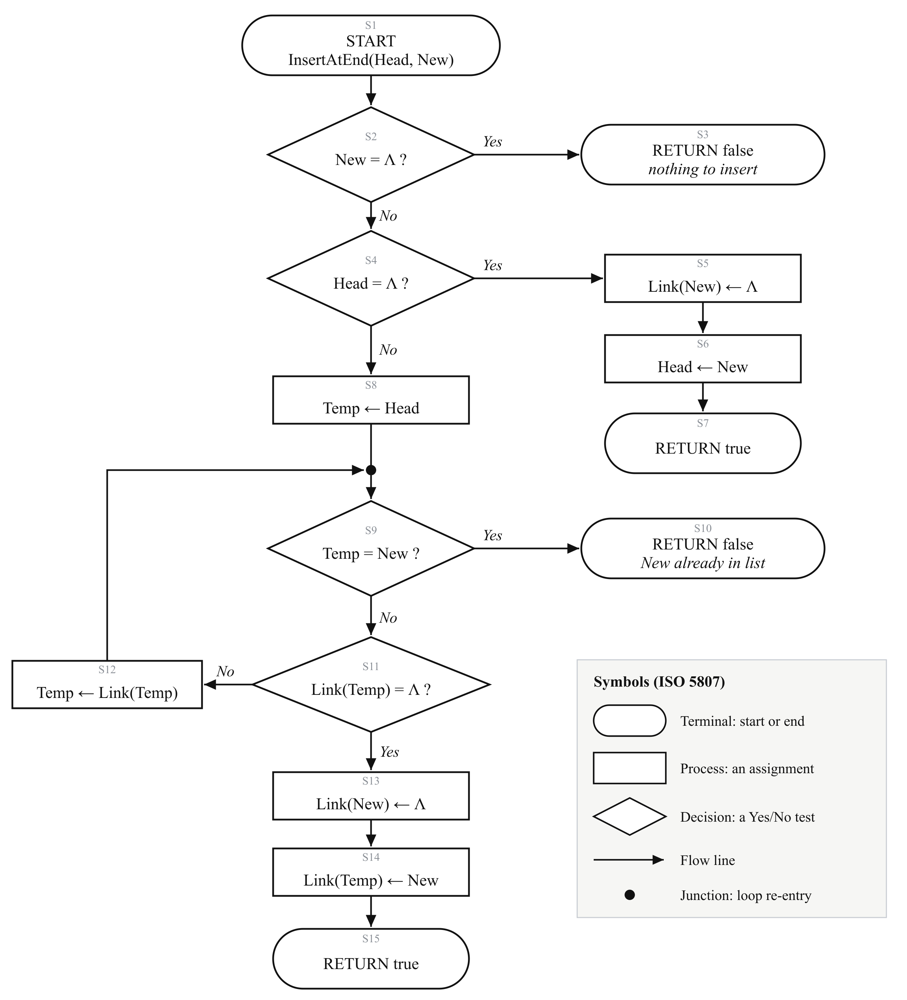 S1
START
InsertAtEnd(Head, New)
S2
New = Λ ?
Yes
S3
RETURN false
nothing to insert
No
S4
Head = Λ ?
Yes
S5
Link(New) ← Λ
S6
Head ← New
S7
RETURN true
No
S8
Temp ← Head
S9
Temp = New ?
Yes
S10
RETURN false
New already in list
No
S11
Link(Temp) = Λ ?
No
S12
Temp ← Link(Temp)
Yes
S13
Link(New) ← Λ
S14
Link(Temp) ← New
S15
RETURN true
Symbols (ISO 5807)
Terminal: start or end
Process: an assignment
Decision: a Yes/No test
Flow line
Junction: loop re-entry